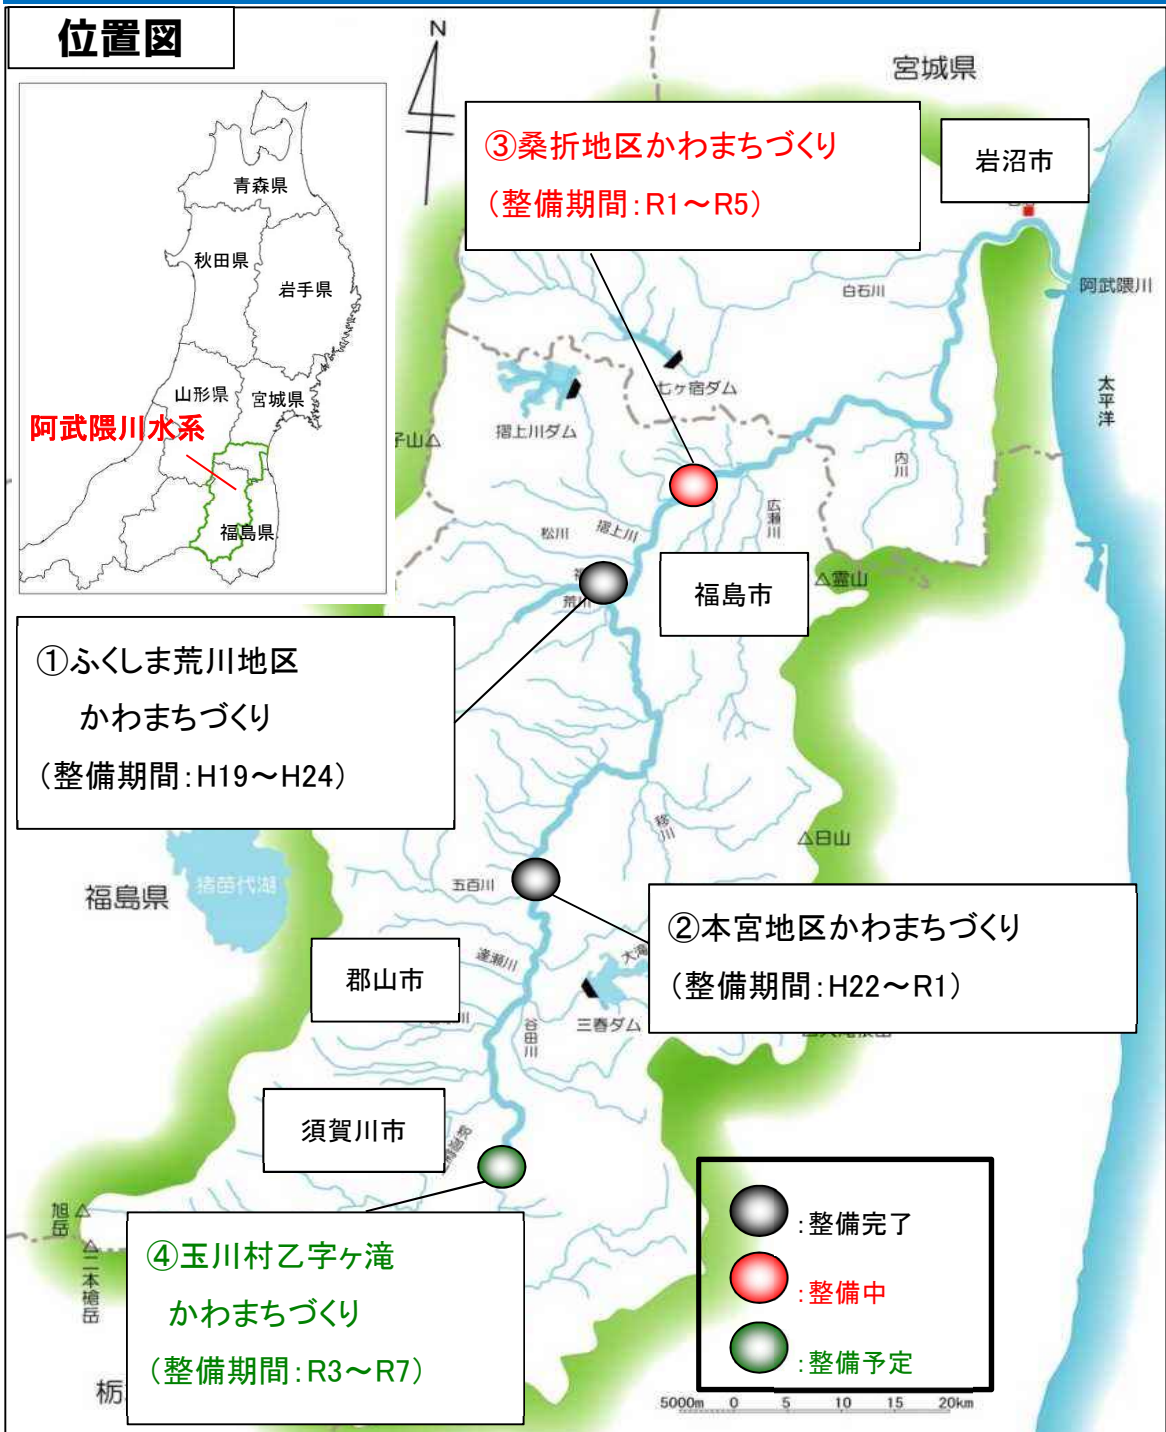 位置図
N
宮城県
③桑折地区かわまちづくり
(整備期間：R1～R5)
岩沼市
青森県
秋田県
岩手県
山形県
宮城県
阿武隈川水系
福島県
白石川
阿武隈川
太平洋
七ヶ宿ダム
摺上川ダム
子山△
内川
広瀬川
松川
摺上川
荒川
福島市
△霊山
①ふくしま荒川地区
かわまちづくり
(整備期間：H19～H24)
移川
△日山
猪苗代湖
福島県
五百川
②本宮地区かわまちづくり
(整備期間：H22～R1)
大滝
逢瀬川
郡山市
谷田川
三春ダム
須賀川市
釈迦堂川
旭岳△
△二本槍岳
④玉川村乙字ヶ滝
かわまちづくり
(整備期間：R3～R7)
栃
：整備完了
：整備中
：整備予定
5000m 0 5 10 15 20km